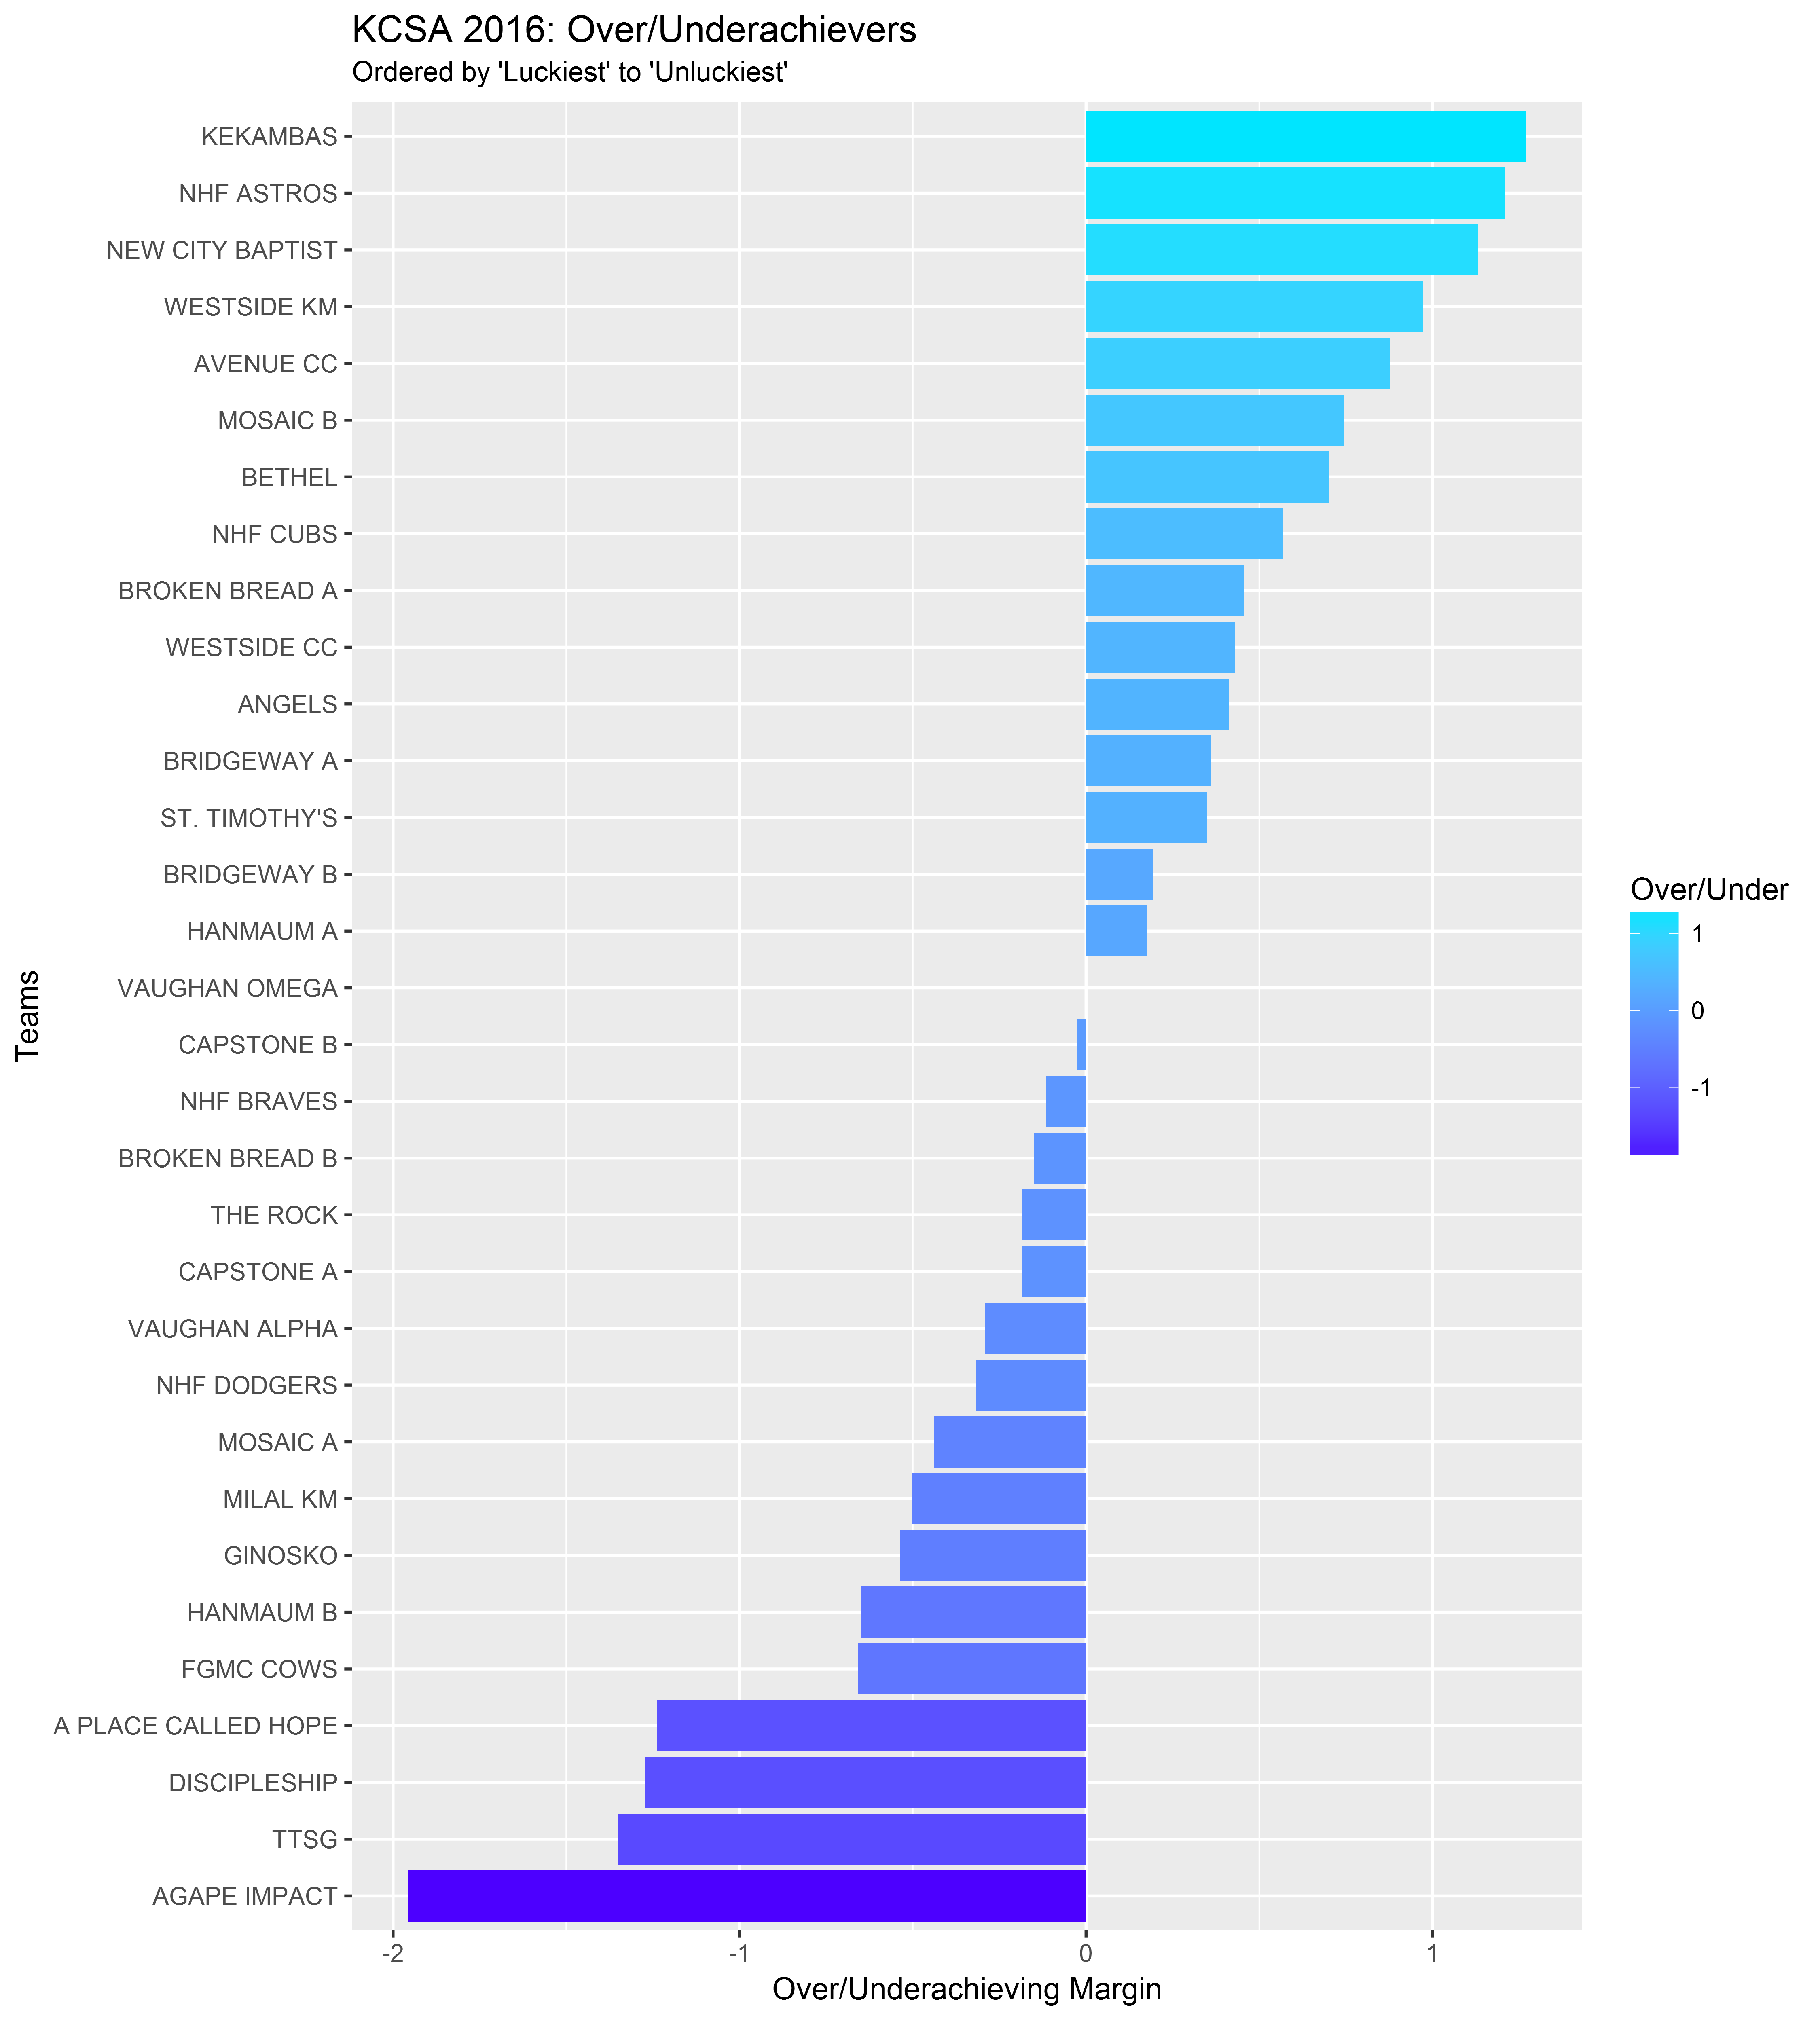 KCSA 2016: Over/Underachievers
Ordered by 'Luckiest' to 'Unluckiest'
KEKAMBAS
NHF ASTROS
NEW CITY BAPTIST
WESTSIDE KM
AVENUE CC
MOSAIC B
BETHEL
NHF CUBS
BROKEN BREAD A
WESTSIDE CC
ANGELS
BRIDGEWAY A
ST. TIMOTHY'S
BRIDGEWAY B
HANMAUM A
VAUGHAN OMEGA
CAPSTONE B
NHF BRAVES
BROKEN BREAD B
THE ROCK
CAPSTONE A
VAUGHAN ALPHA
NHF DODGERS
MOSAIC A
MILAL KM
GINOSKO
HANMAUM B
FGMC COWS
A PLACE CALLED HOPE
DISCIPLESHIP
TTSG
AGAPE IMPACT
Teams
-2 -1 0 1
Over/Underachieving Margin
Over/Under
1
0
-1